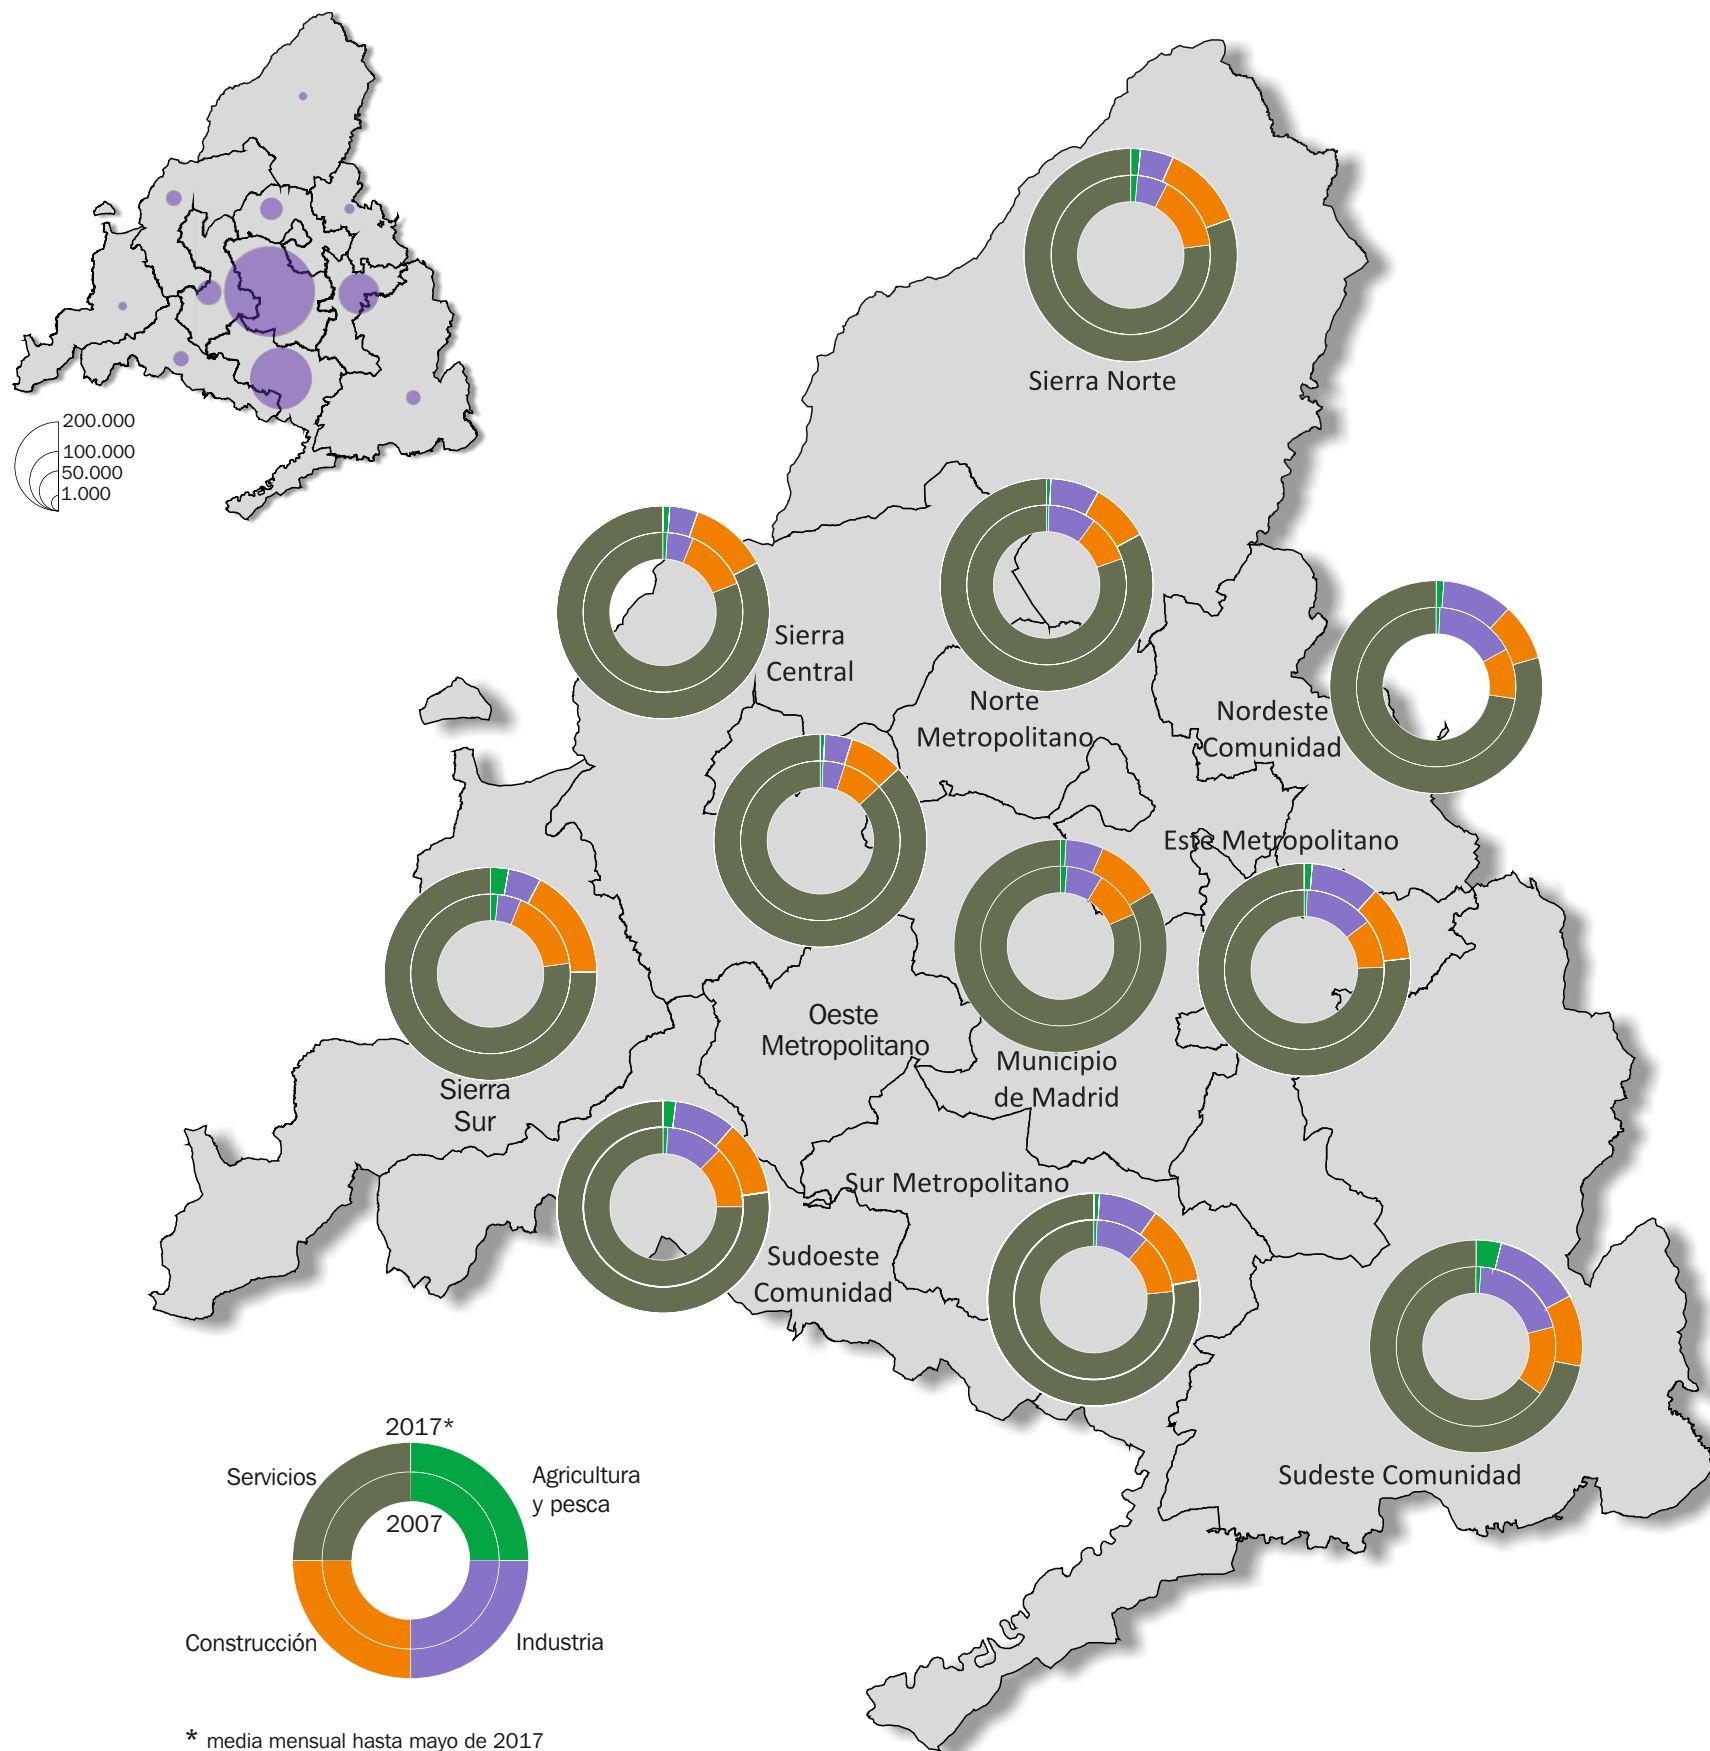 200.000
100.000
50.000
1.000
Sierra Norte
Sierra
Central
Norte
Metropolitano
Nordeste
Comunidad
Este Metropolitano
Oeste
Metropolitano
Municipio
de Madrid
Sierra
Sur
Sur Metropolitano
Sudoeste
Comunidad
Sudeste Comunidad
2017*
Servicios
Agricultura
y pesca
2007
Construcción
Industria
* media mensual hasta mayo de 2017